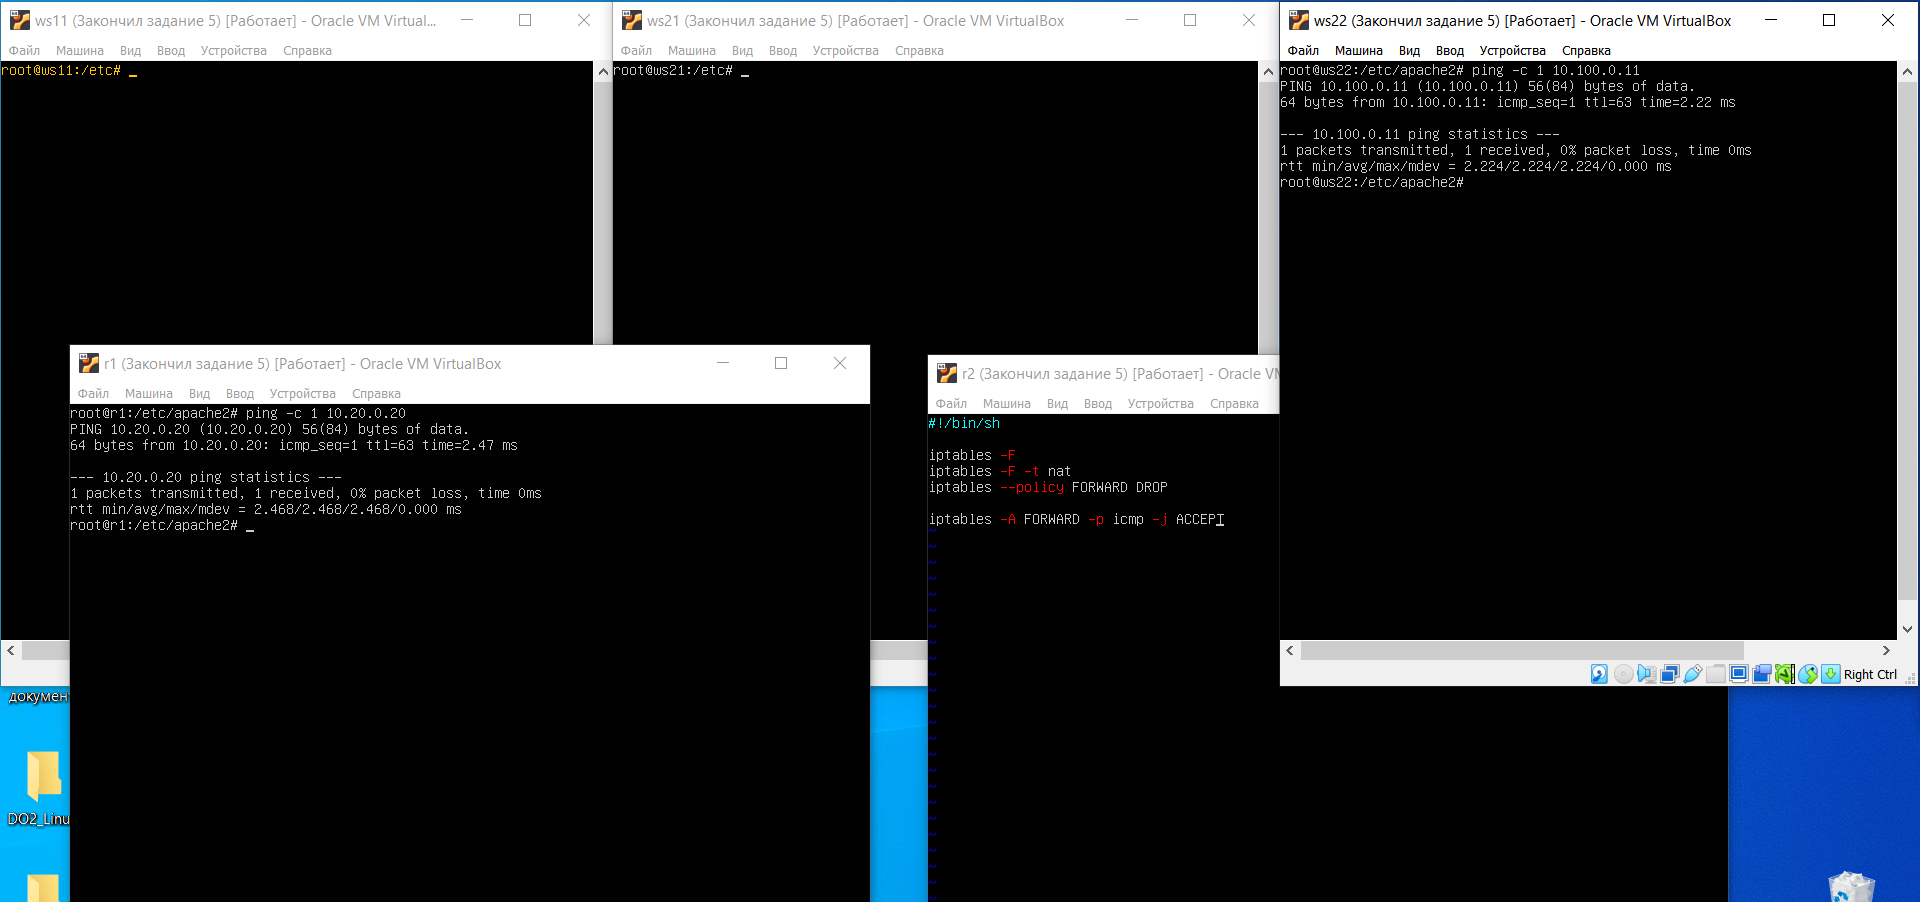 ws11 (Закончил задание 5) [Работает] - Oracle VM Virtual...
Файл Машина Вид Ввод Устройства Справка
root@ws11:/etc# _
ws21 (Закончил задание 5) [Работает] - Oracle VM VirtualBox
Файл Машина Вид Ввод Устройства Справка
root@ws21:/etc# _
ws22 (Закончил задание 5) [Работает] - Oracle VM VirtualBox
Файл Машина Вид Ввод Устройства Справка
root@ws22:/etc/apache2# ping -c 1 10.100.0.11
PING 10.100.0.11 (10.100.0.11) 56(84) bytes of data.
64 bytes from 10.100.0.11: icmp_seq=1 ttl=63 time=2.22 ms
--- 10.100.0.11 ping statistics ---
1 packets transmitted, 1 received, 0% packet loss, time 0ms
rtt min/avg/max/mdev = 2.224/2.224/2.224/0.000 ms
root@ws22:/etc/apache2#
Right Ctrl
r1 (Закончил задание 5) [Работает] - Oracle VM VirtualBox
Файл Машина Вид Ввод Устройства Справка
root@r1:/etc/apache2# ping -c 1 10.20.0.20
PING 10.20.0.20 (10.20.0.20) 56(84) bytes of data.
64 bytes from 10.20.0.20: icmp_seq=1 ttl=63 time=2.47 ms
--- 10.20.0.20 ping statistics ---
1 packets transmitted, 1 received, 0% packet loss, time 0ms
rtt min/avg/max/mdev = 2.468/2.468/2.468/0.000 ms
root@r1:/etc/apache2# _
r2 (Закончил задание 5) [Работает] - Oracle VM
Файл Машина Вид Ввод Устройства Справка
#!/bin/sh
iptables -F
iptables -F -t nat
iptables --policy FORWARD DROP
iptables -A FORWARD -p icmp -j ACCEPT
докумен
DO2_Linu